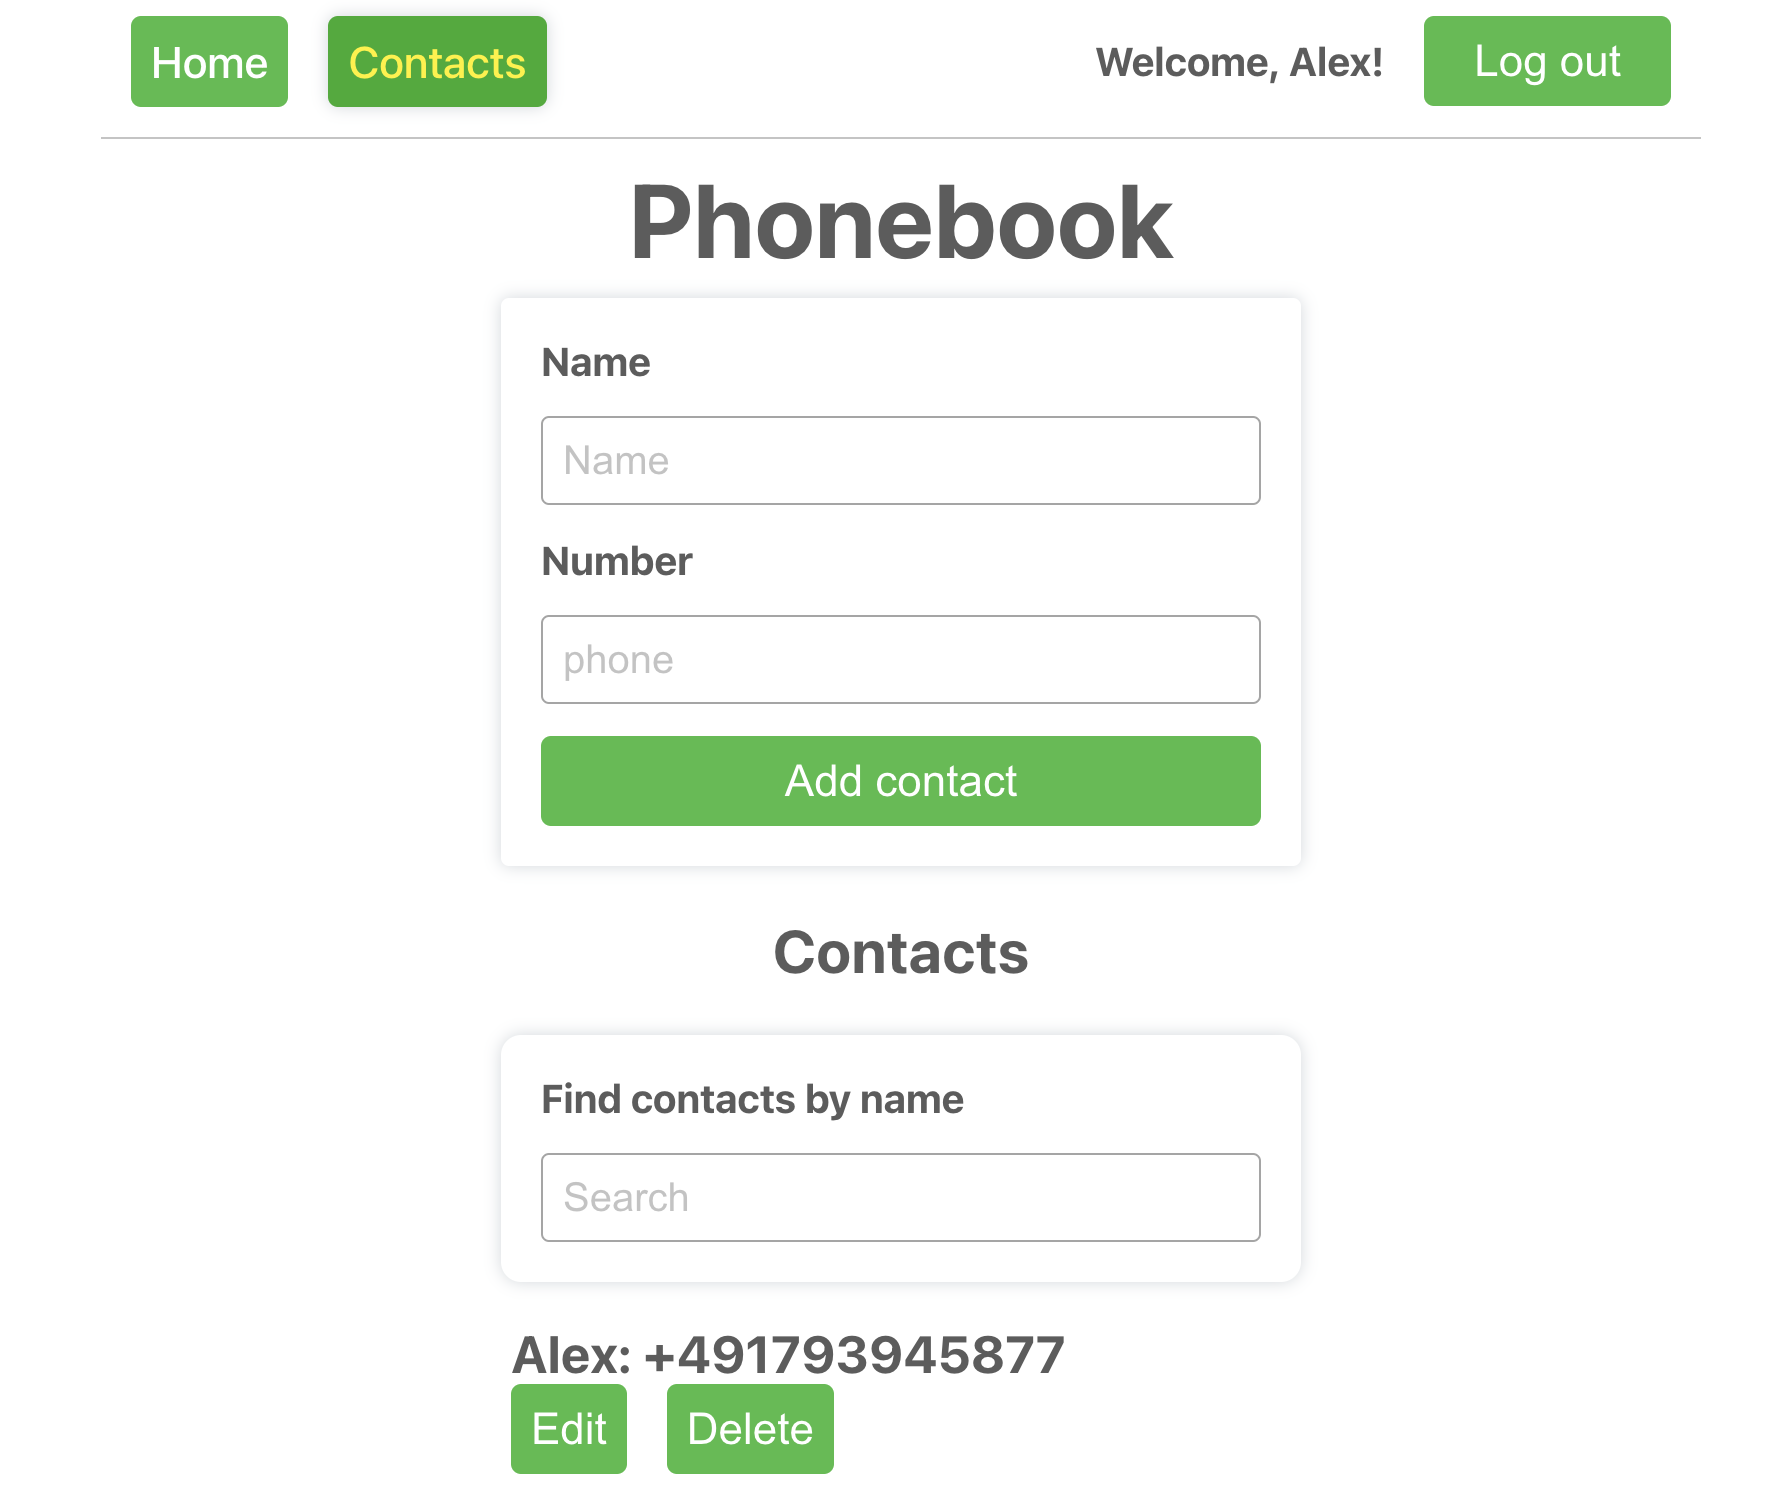 Home Contacts Welcome, Alex! Log out
Phonebook
Name
Name
Number
phone
Add contact
Contacts
Find contacts by name
Search
Alex: +491793945877
Edit Delete